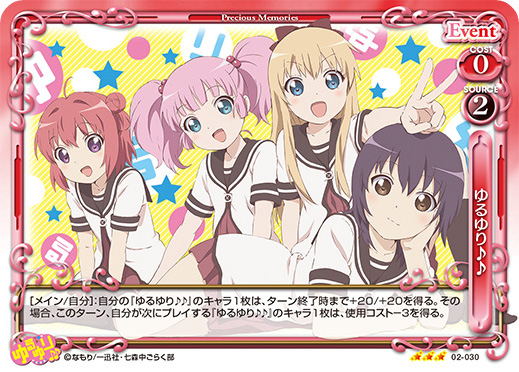 Precious Memories
Event
COST
0
SOURCE
2
ゆるゆり♪♪
[メイン/自分]:自分の『ゆるゆり♪♪』のキャラ1枚は、ターン終了時まで+20/+20を得る。その
場合、このターン、自分が次にプレイする『ゆるゆり♪♪』のキャラ1枚は、使用コスト-3を得る。
ゆるゆり♪♪
©なもり/一迅社・七森中ごらく部
02-030